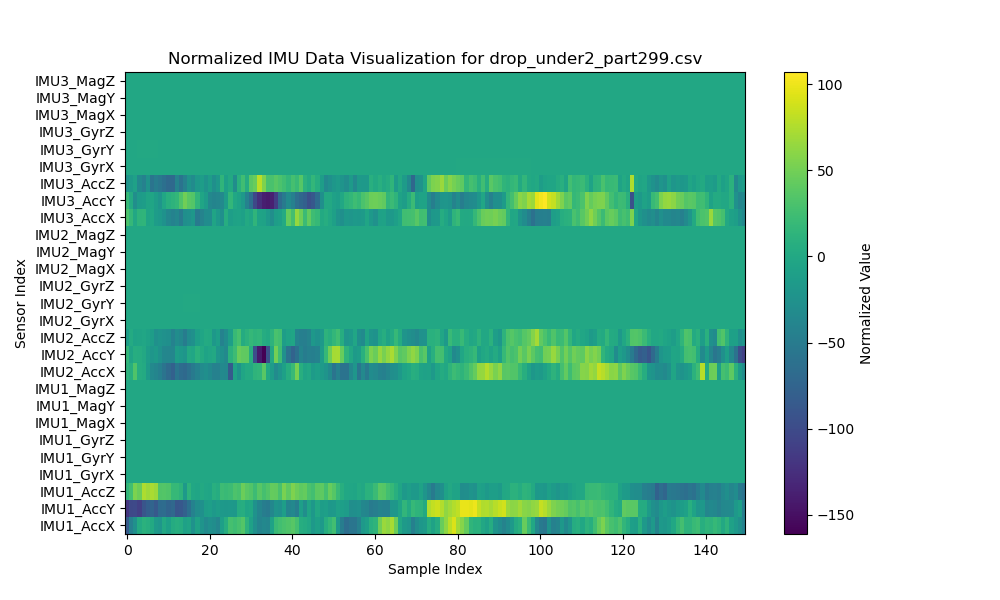 Normalized IMU Data Visualization for drop_under2_part299.csv
Sensor Index
IMU3_MagZ
IMU3_MagY
IMU3_MagX
IMU3_GyrZ
IMU3_GyrY
IMU3_GyrX
IMU3_AccZ
IMU3_AccY
IMU3_AccX
IMU2_MagZ
IMU2_MagY
IMU2_MagX
IMU2_GyrZ
IMU2_GyrY
IMU2_GyrX
IMU2_AccZ
IMU2_AccY
IMU2_AccX
IMU1_MagZ
IMU1_MagY
IMU1_MagX
IMU1_GyrZ
IMU1_GyrY
IMU1_GyrX
IMU1_AccZ
IMU1_AccY
IMU1_AccX
0 20 40 60 80 100 120 140
Sample Index
100
50
0
−50
−100
−150
Normalized Value